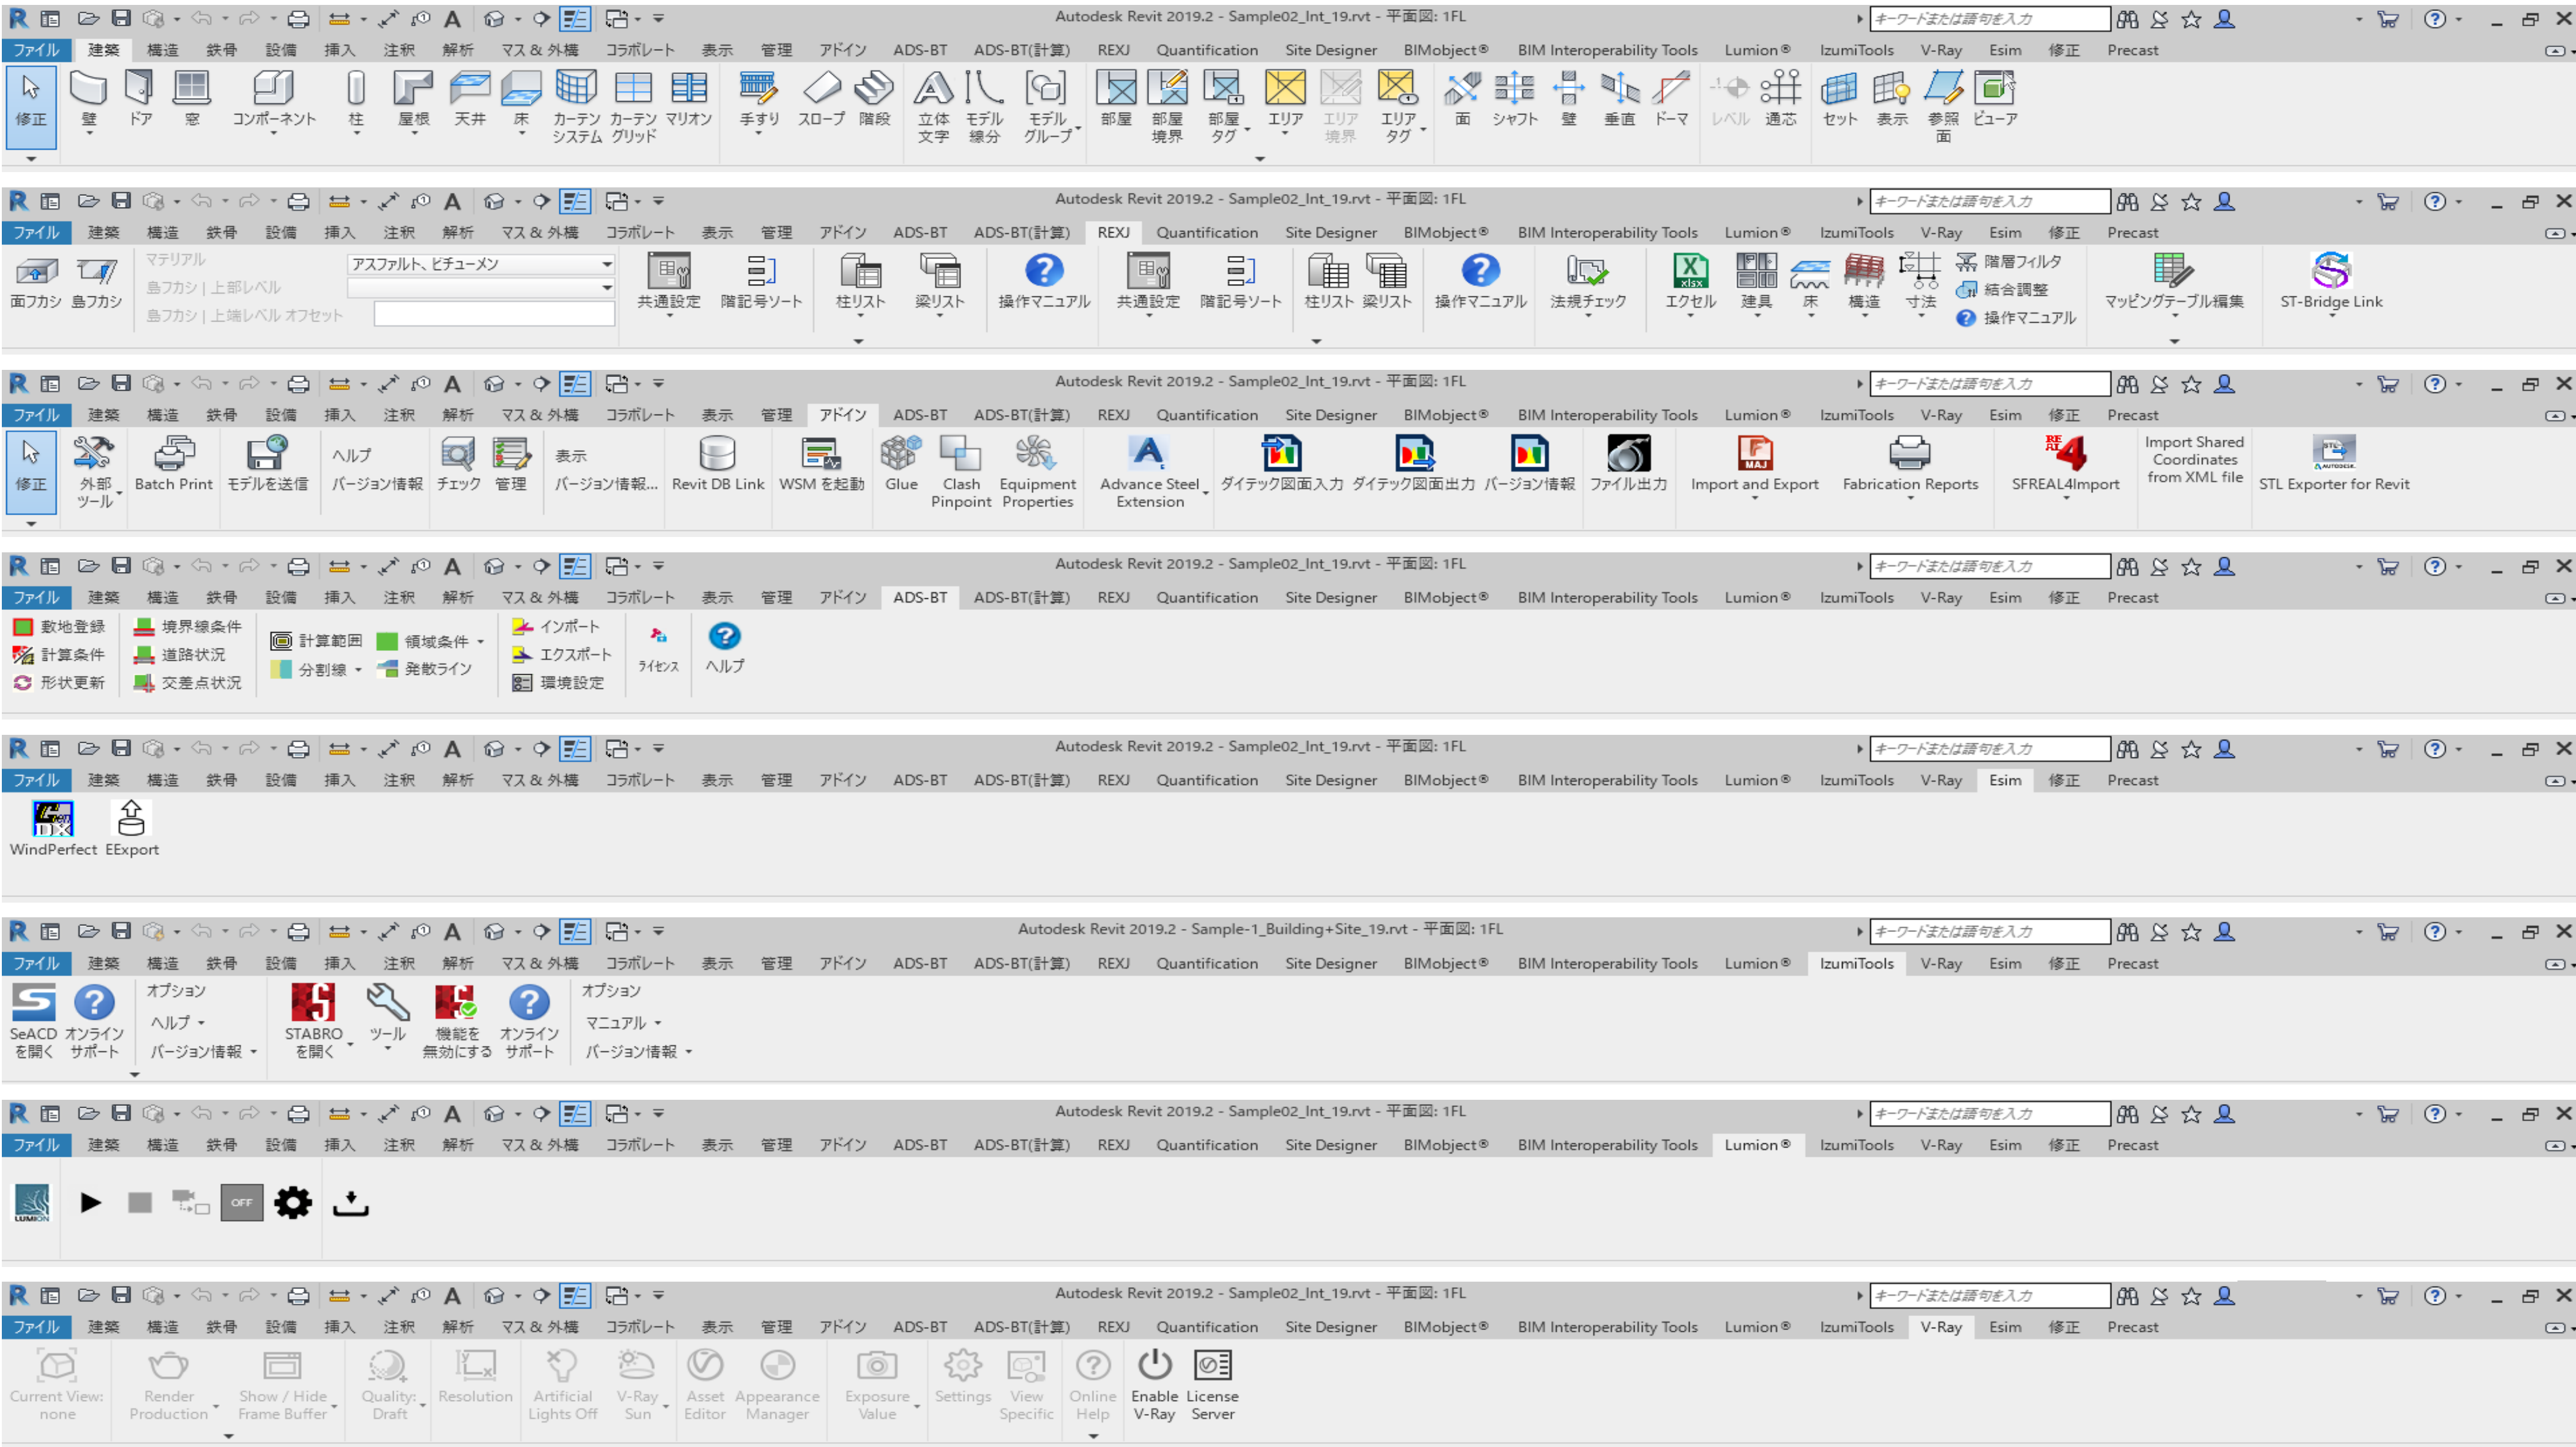 Autodesk Revit 2019.2 - Sample02_Int_19.rvt - 平面図: 1FL キーワードまたは語句を入力
ファイル 建築 構造 鉄骨 設備 挿入 注釈 解析 マス & 外構 コラボレート 表示 管理 アドイン ADS-BT ADS-BT(計算) REXJ Quantification Site Designer BIMobject® BIM Interoperability Tools Lumion® IzumiTools V-Ray Esim 修正 Precast
修正 壁 ドア 窓 コンポーネント 柱 屋根 天井 床 カーテン システム カーテン グリッド マリオン 手すり スロープ 階段 立体 文字 モデル 線分 モデル グループ 部屋 部屋 境界 部屋 タグ エリア エリア 境界 エリア タグ 面 シャフト 壁 垂直 ドーマ レベル 通芯 セット 表示 参照 面 ビューア
Autodesk Revit 2019.2 - Sample02_Int_19.rvt - 平面図: 1FL キーワードまたは語句を入力
ファイル 建築 構造 鉄骨 設備 挿入 注釈 解析 マス & 外構 コラボレート 表示 管理 アドイン ADS-BT ADS-BT(計算) REXJ Quantification Site Designer BIMobject® BIM Interoperability Tools Lumion® IzumiTools V-Ray Esim 修正 Precast
面フカシ 島フカシ
マテリアル アスファルト、ビチューメン
島フカシ | 上部レベル
島フカシ | 上端レベル オフセット
共通設定 階記号ソート 柱リスト 梁リスト 操作マニュアル 共通設定 階記号ソート 柱リスト 梁リスト 操作マニュアル 法規チェック エクセル 建具 床 構造 寸法
階層フィルタ
結合調整
操作マニュアル
マッピングテーブル編集 ST-Bridge Link
Autodesk Revit 2019.2 - Sample02_Int_19.rvt - 平面図: 1FL キーワードまたは語句を入力
ファイル 建築 構造 鉄骨 設備 挿入 注釈 解析 マス & 外構 コラボレート 表示 管理 アドイン ADS-BT ADS-BT(計算) REXJ Quantification Site Designer BIMobject® BIM Interoperability Tools Lumion® IzumiTools V-Ray Esim 修正 Precast
修正 外部 ツール Batch Print モデルを送信
ヘルプ
バージョン情報
チェック 管理
表示
バージョン情報...
Revit DB Link WSM を起動 Glue Clash Pinpoint Equipment Properties Advance Steel Extension ダイテック図面入力 ダイテック図面出力 バージョン情報 ファイル出力 Import and Export Fabrication Reports SFREAL4Import
Import Shared
Coordinates
from XML file
STL Exporter for Revit
Autodesk Revit 2019.2 - Sample02_Int_19.rvt - 平面図: 1FL キーワードまたは語句を入力
ファイル 建築 構造 鉄骨 設備 挿入 注釈 解析 マス & 外構 コラボレート 表示 管理 アドイン ADS-BT ADS-BT(計算) REXJ Quantification Site Designer BIMobject® BIM Interoperability Tools Lumion® IzumiTools V-Ray Esim 修正 Precast
敷地登録 境界線条件 インポート
計算範囲 領域条件
計算条件 道路状況 エクスポート
分割線 発散ライン ライセンス ヘルプ
形状更新 交差点状況 環境設定
Autodesk Revit 2019.2 - Sample02_Int_19.rvt - 平面図: 1FL キーワードまたは語句を入力
ファイル 建築 構造 鉄骨 設備 挿入 注釈 解析 マス & 外構 コラボレート 表示 管理 アドイン ADS-BT ADS-BT(計算) REXJ Quantification Site Designer BIMobject® BIM Interoperability Tools Lumion® IzumiTools V-Ray Esim 修正 Precast
WindPerfect EExport
Autodesk Revit 2019.2 - Sample-1_Building+Site_19.rvt - 平面図: 1FL キーワードまたは語句を入力
ファイル 建築 構造 鉄骨 設備 挿入 注釈 解析 マス & 外構 コラボレート 表示 管理 アドイン ADS-BT ADS-BT(計算) REXJ Quantification Site Designer BIMobject® BIM Interoperability Tools Lumion® IzumiTools V-Ray Esim 修正 Precast
SeACD を開く オンライン サポート
オプション
ヘルプ
バージョン情報
STABRO を開く ツール 機能を 無効にする オンライン サポート
オプション
マニュアル
バージョン情報
Autodesk Revit 2019.2 - Sample02_Int_19.rvt - 平面図: 1FL キーワードまたは語句を入力
ファイル 建築 構造 鉄骨 設備 挿入 注釈 解析 マス & 外構 コラボレート 表示 管理 アドイン ADS-BT ADS-BT(計算) REXJ Quantification Site Designer BIMobject® BIM Interoperability Tools Lumion® IzumiTools V-Ray Esim 修正 Precast
LUMION OFF
Autodesk Revit 2019.2 - Sample02_Int_19.rvt - 平面図: 1FL キーワードまたは語句を入力
ファイル 建築 構造 鉄骨 設備 挿入 注釈 解析 マス & 外構 コラボレート 表示 管理 アドイン ADS-BT ADS-BT(計算) REXJ Quantification Site Designer BIMobject® BIM Interoperability Tools Lumion® IzumiTools V-Ray Esim 修正 Precast
Current View: none Render Production Show / Hide Frame Buffer Quality: Draft Resolution Artificial Lights Off V-Ray Sun Asset Editor Appearance Manager Exposure Value Settings View Specific Online Help Enable V-Ray License Server